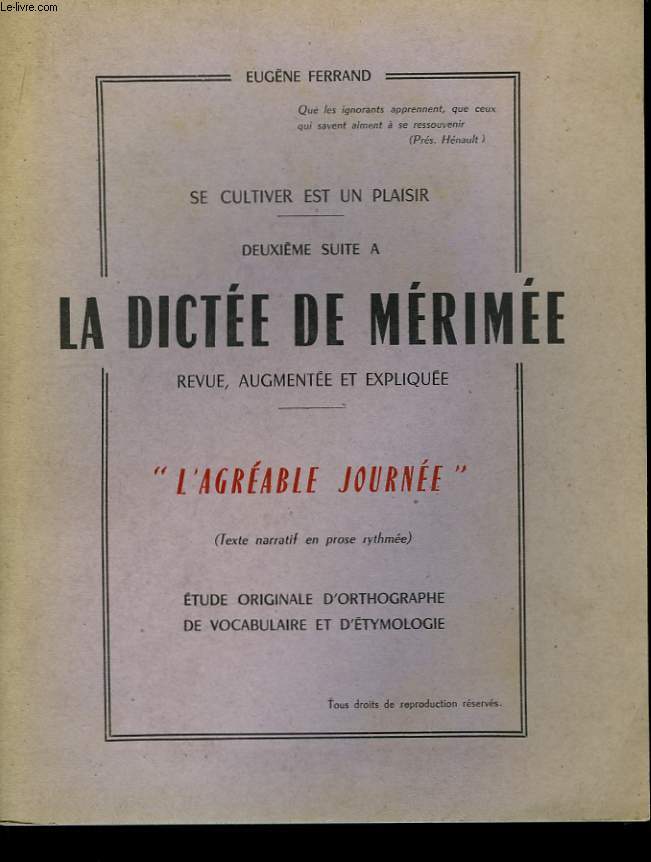 Le-livre.com
EUGÈNE FERRAND
Que les ignorants apprennent, que ceux
qui savent aiment à se ressouvenir
(Prés. Hénault)
SE CULTIVER EST UN PLAISIR
DEUXIÈME SUITE A
LA DICTÉE DE MÉRIMÉE
REVUE, AUGMENTÉE ET EXPLIQUÉE
" L'AGRÉABLE JOURNÉE "
(Texte narratif en prose rythmée)
ÉTUDE ORIGINALE D'ORTHOGRAPHE
DE VOCABULAIRE ET D'ÉTYMOLOGIE
Tous droits de reproduction réservés.